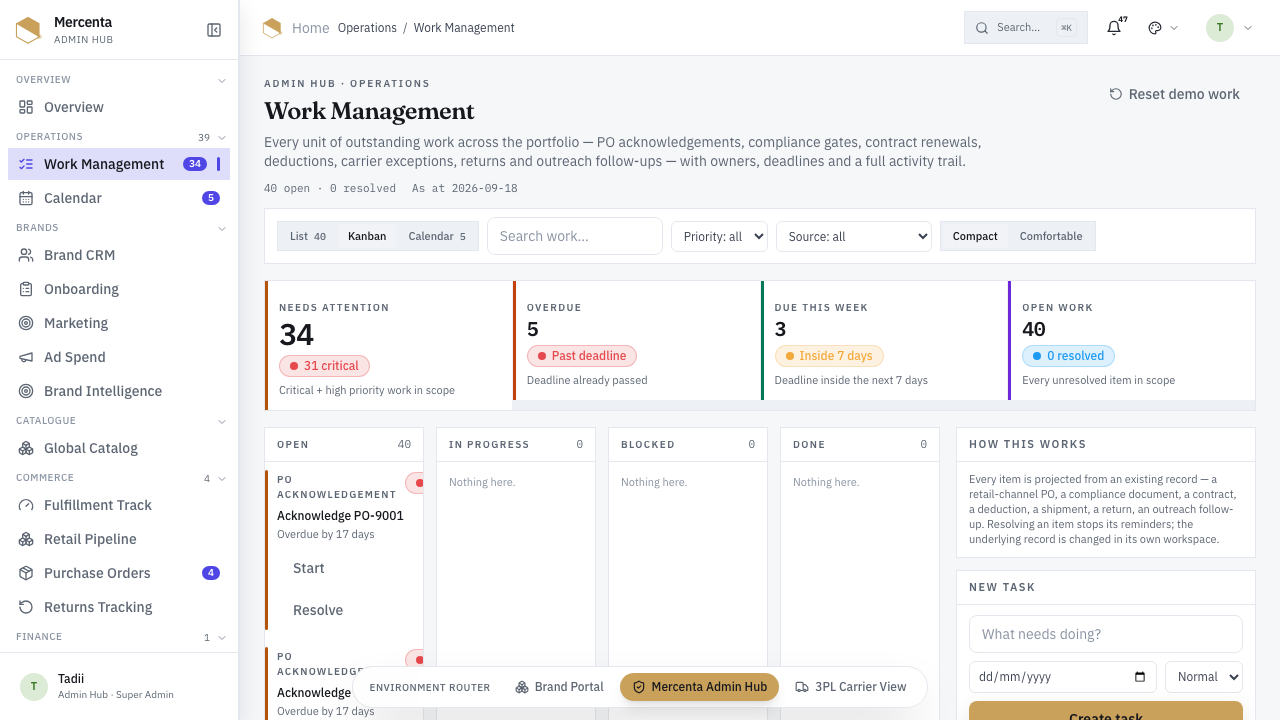 Mercenta
ADMIN HUB
OVERVIEW
Overview
OPERATIONS 39
Work Management 34
Calendar 5
BRANDS
Brand CRM
Onboarding
Marketing
Ad Spend
Brand Intelligence
CATALOGUE
Global Catalog
COMMERCE 4
Fulfillment Track
Retail Pipeline
Purchase Orders 4
Returns Tracking
FINANCE 1
T
Tadii
Admin Hub · Super Admin
Home Operations / Work Management
Search... ⌘K
47
T
ADMIN HUB · OPERATIONS
Work Management
Reset demo work
Every unit of outstanding work across the portfolio — PO acknowledgements, compliance gates, contract renewals,
deductions, carrier exceptions, returns and outreach follow-ups — with owners, deadlines and a full activity trail.
40 open · 0 resolved As at 2026-09-18
List 40 Kanban Calendar 5
Search work...
Priority: all
Source: all
Compact Comfortable
NEEDS ATTENTION
34
31 critical
Critical + high priority work in scope
OVERDUE
5
Past deadline
Deadline already passed
DUE THIS WEEK
3
Inside 7 days
Deadline inside the next 7 days
OPEN WORK
40
0 resolved
Every unresolved item in scope
OPEN 40
PO
ACKNOWLEDGEMENT
Acknowledge PO-9001
Overdue by 17 days
Start
Resolve
PO
Acknowledge
Overdue by 17 days
IN PROGRESS 0
Nothing here.
BLOCKED 0
Nothing here.
DONE 0
Nothing here.
HOW THIS WORKS
Every item is projected from an existing record — a
retail-channel PO, a compliance document, a contract,
a deduction, a shipment, a return, an outreach follow-
up. Resolving an item stops its reminders; the
underlying record is changed in its own workspace.
NEW TASK
What needs doing?
dd/mm/yyyy
Normal
Create task
ENVIRONMENT ROUTER
Brand Portal
Mercenta Admin Hub
3PL Carrier View